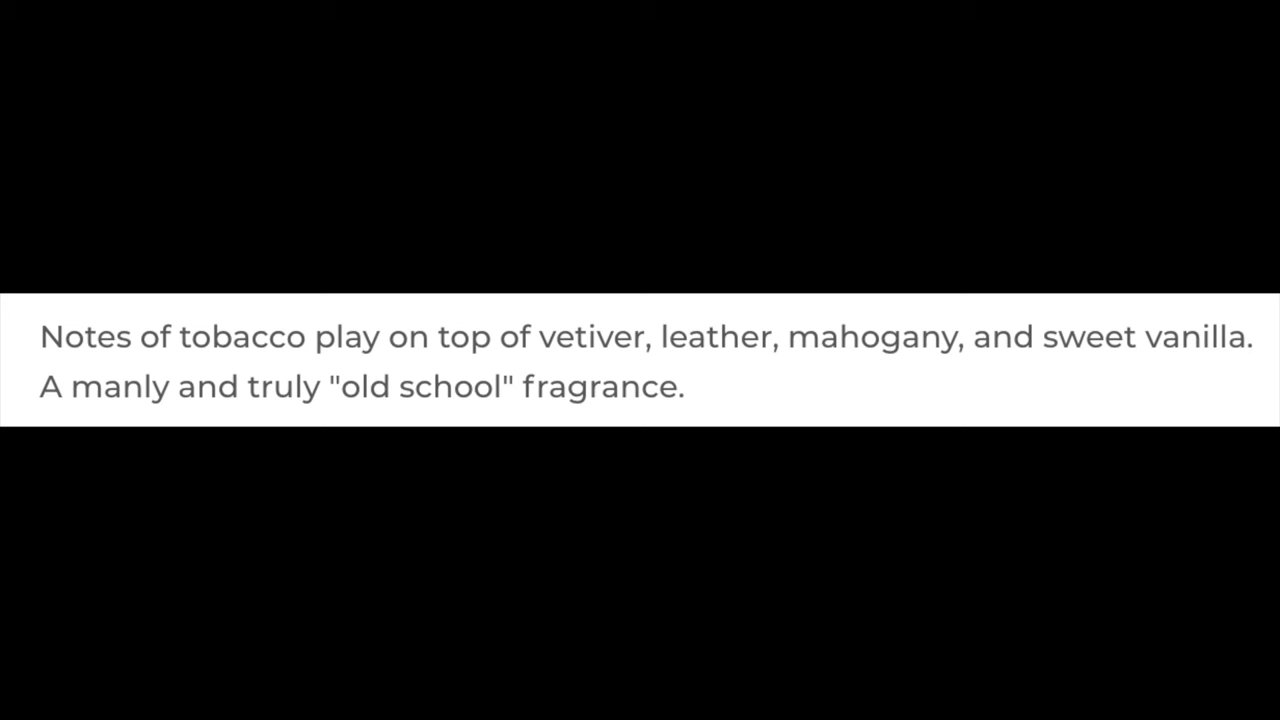 Notes of tobacco play on top of vetiver, leather, mahogany, and sweet vanilla.
A manly and truly "old school" fragrance.